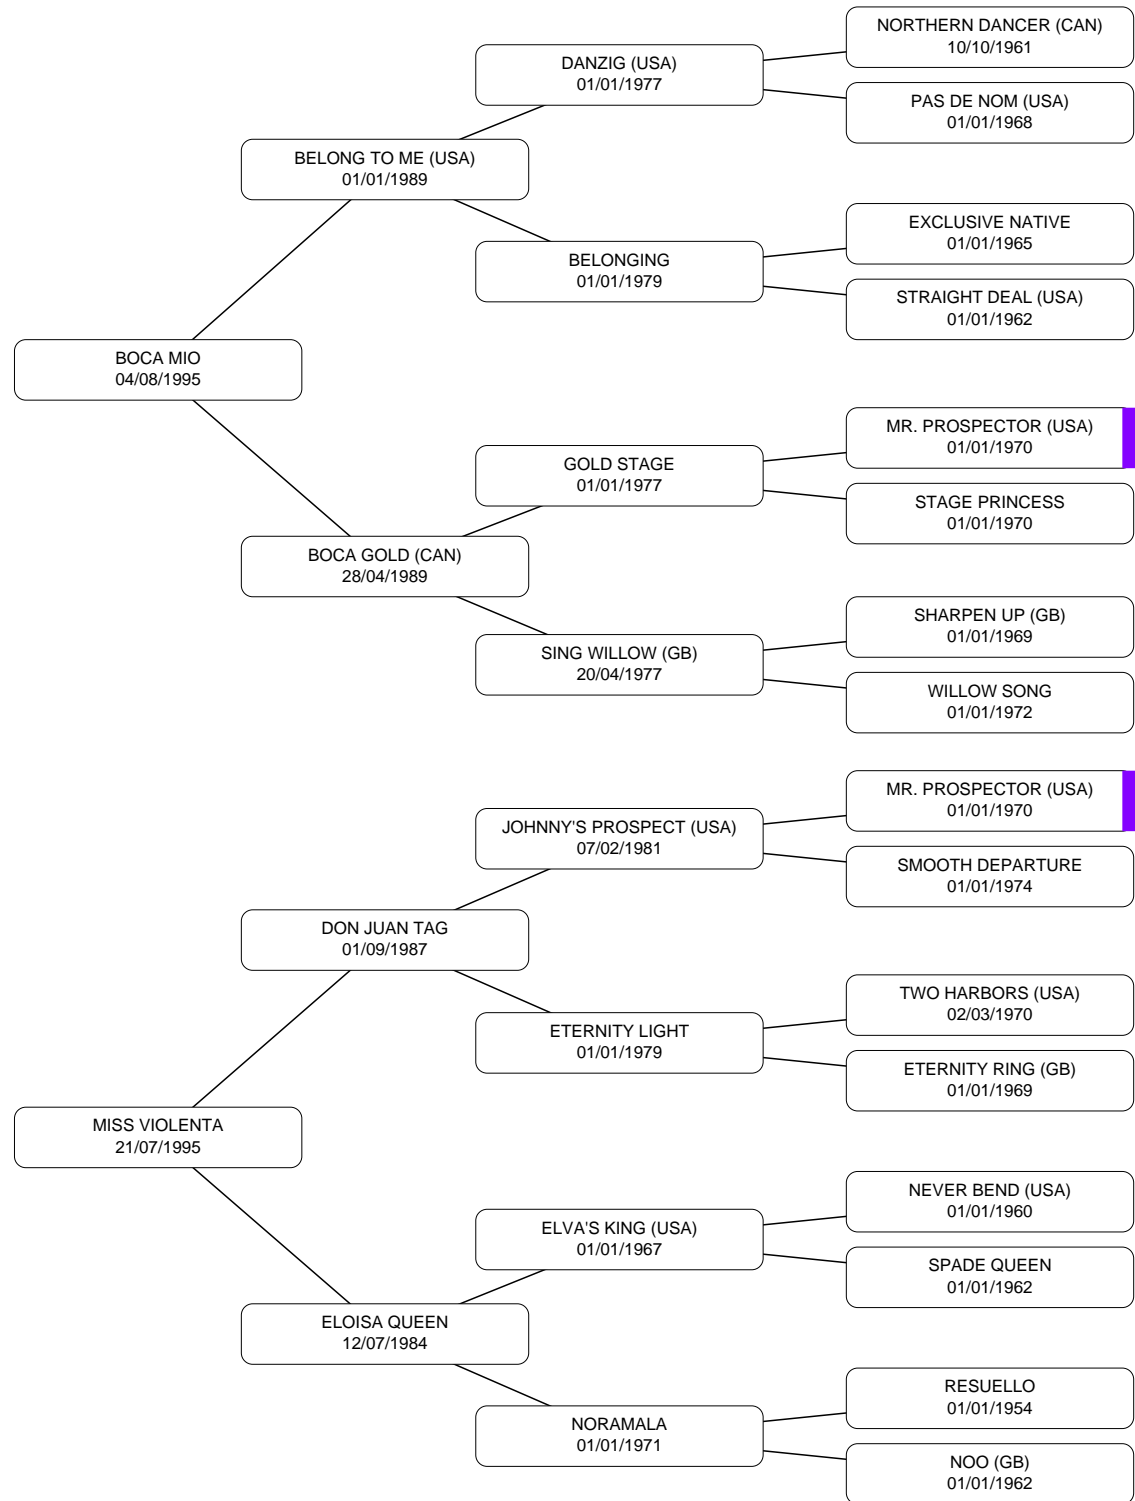 NORTHERN DANCER (CAN)
10/10/1961
DANZIG (USA)
01/01/1977
PAS DE NOM (USA)
01/01/1968
BELONG TO ME (USA)
01/01/1989
EXCLUSIVE NATIVE
01/01/1965
BELONGING
01/01/1979
STRAIGHT DEAL (USA)
01/01/1962
BOCA MIO
04/08/1995
MR. PROSPECTOR (USA)
01/01/1970
GOLD STAGE
01/01/1977
STAGE PRINCESS
01/01/1970
BOCA GOLD (CAN)
28/04/1989
SHARPEN UP (GB)
01/01/1969
SING WILLOW (GB)
20/04/1977
WILLOW SONG
01/01/1972
MR. PROSPECTOR (USA)
01/01/1970
JOHNNY'S PROSPECT (USA)
07/02/1981
SMOOTH DEPARTURE
01/01/1974
DON JUAN TAG
01/09/1987
TWO HARBORS (USA)
02/03/1970
ETERNITY LIGHT
01/01/1979
ETERNITY RING (GB)
01/01/1969
MISS VIOLENTA
21/07/1995
NEVER BEND (USA)
01/01/1960
ELVA'S KING (USA)
01/01/1967
SPADE QUEEN
01/01/1962
ELOISA QUEEN
12/07/1984
RESUELLO
01/01/1954
NORAMALA
01/01/1971
NOO (GB)
01/01/1962